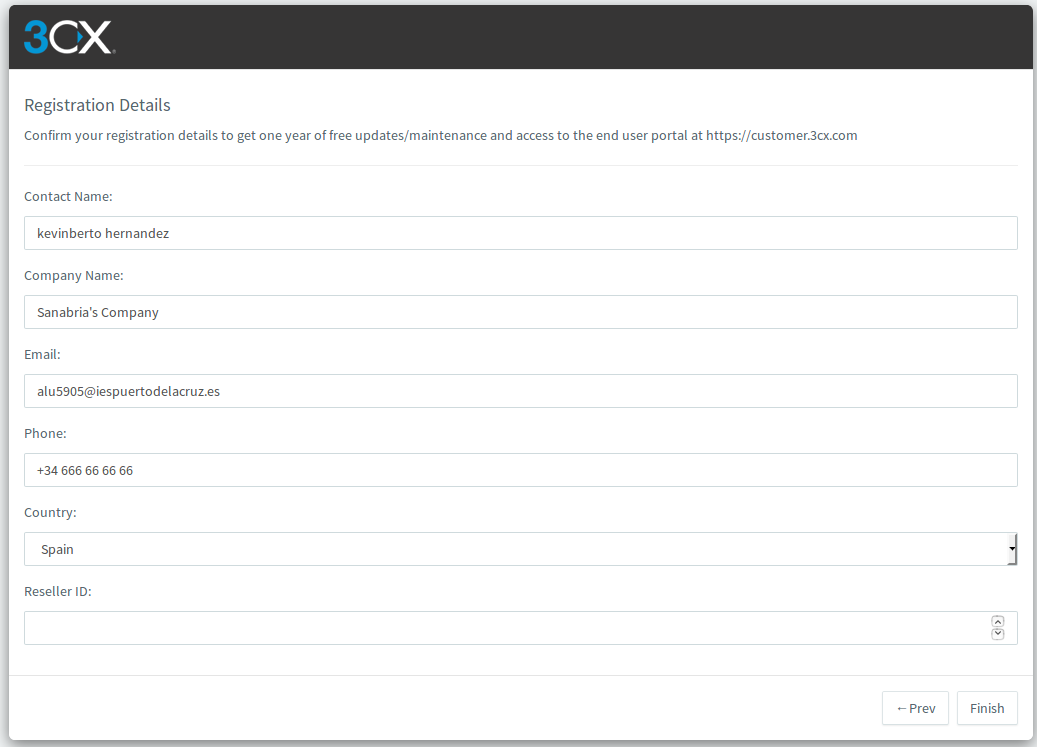 3CX
Registration Details
Confirm your registration details to get one year of free updates/maintenance and access to the end user portal at https://customer.3cx.com
Contact Name:
kevinberto hernandez
Company Name:
Sanabria's Company
Email:
alu5905@iespuertodelacruz.es
Phone:
+34 666 66 66 66
Country:
Spain
Reseller ID:
←Prev Finish